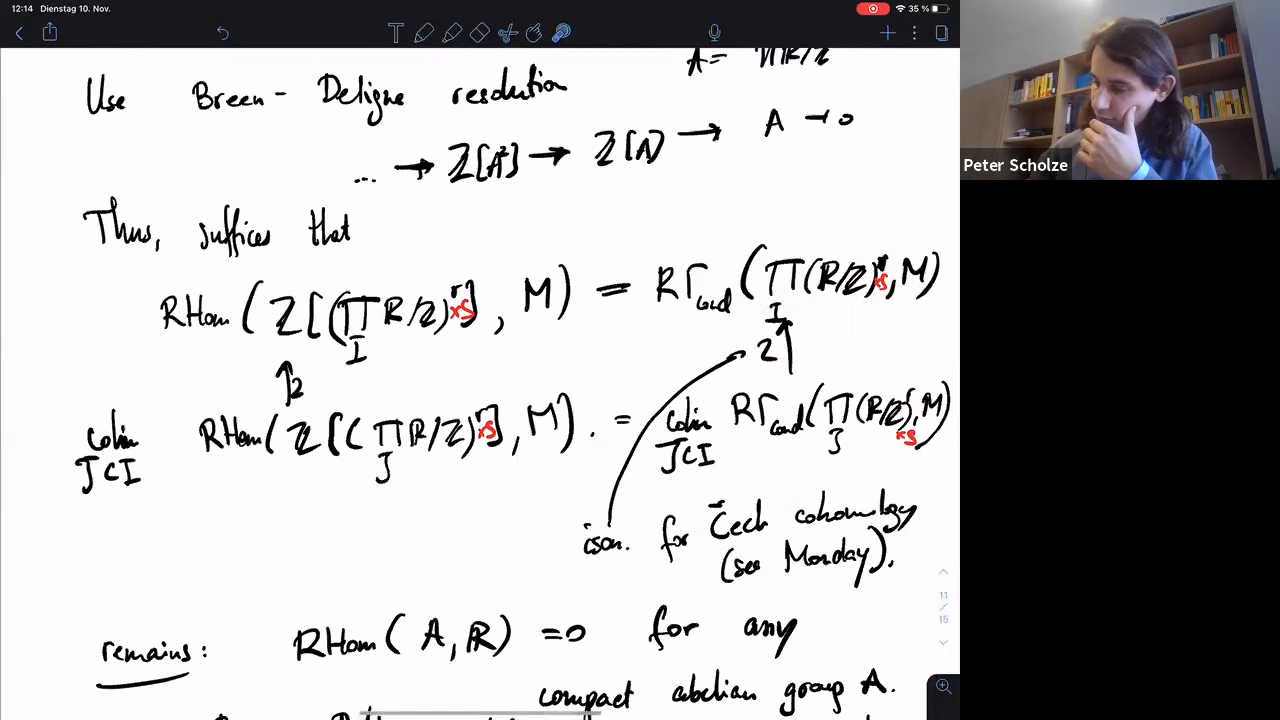 12:14 Dienstag 10. Nov.
35 %
Use Breen-Deligne resolution
A = ∏ R/Z
... → Z[A²] → Z[A] → A → 0
Peter Scholze
Thus, suffices that
RHom(Z[(∏_I R/Z)^{×s}], M) = RΓ_cond(∏_I (R/Z)^{×s}, M)
colim_{J⊂I} RHom(Z[(∏_J R/Z)^{×s}], M). = colim_{J⊂I} RΓ_cond(∏_J (R/Z)^{×s}, M)
isom. for Čech cohomology
(see Monday).
remains: RHom(A, R) = 0 for any
compact abelian group A.
11
/
15